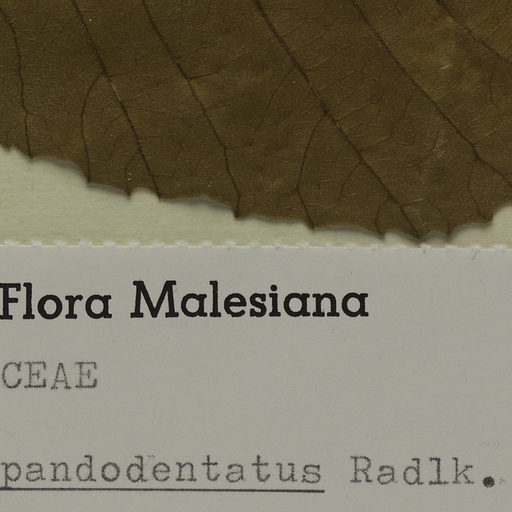 Flora Malesiana
CEAE
pandodentatus Radlk.